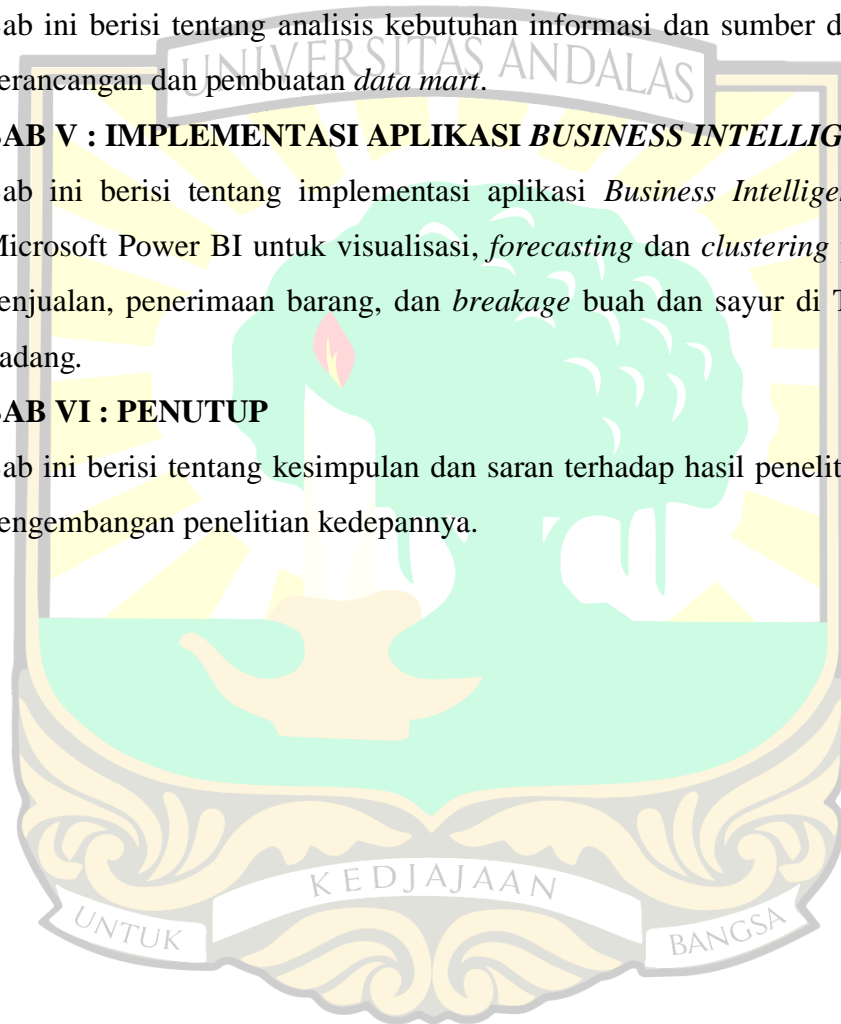 ab ini berisi tentang analisis kebutuhan informasi dan sumber d
UNIVERSITAS ANDALAS
erancangan dan pembuatan data mart.
BAB V : IMPLEMENTASI APLIKASI BUSINESS INTELLIG
ab ini berisi tentang implementasi aplikasi Business Intellige
Microsoft Power BI untuk visualisasi, forecasting dan clustering
enjualan, penerimaan barang, dan breakage buah dan sayur di T
adang.
BAB VI : PENUTUP
ab ini berisi tentang kesimpulan dan saran terhadap hasil penelit
engembangan penelitian kedepannya.
UNTUK KEDJAJAAN BANGSA